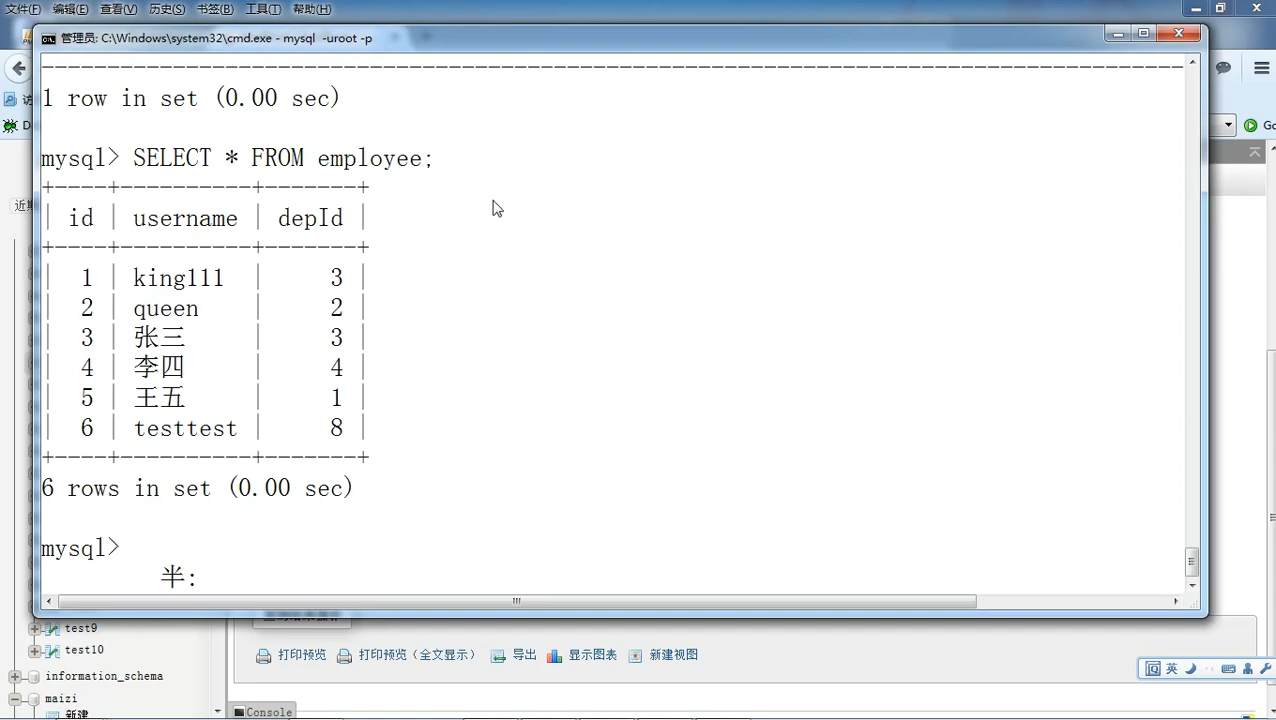 文件(F) 编辑(E) 查看(V) 历史(S) 书签(B) 工具(T) 帮助(H)
管理员: C:\Windows\system32\cmd.exe - mysql  -uroot -p
1 row in set (0.00 sec)
mysql> SELECT * FROM employee;
+----+----------+-------+
| id | username | depId |
+----+----------+-------+
| 1 | king111 | 3 |
| 2 | queen | 2 |
| 3 | 张三 | 3 |
| 4 | 李四 | 4 |
| 5 | 王五 | 1 |
| 6 | testtest | 8 |
+----+----------+-------+
6 rows in set (0.00 sec)
mysql>
半:
近期
Go
test9
test10
information_schema
maizi
新建
打印预览 打印预览（全文显示） 导出 显示图表 新建视图
Console
英